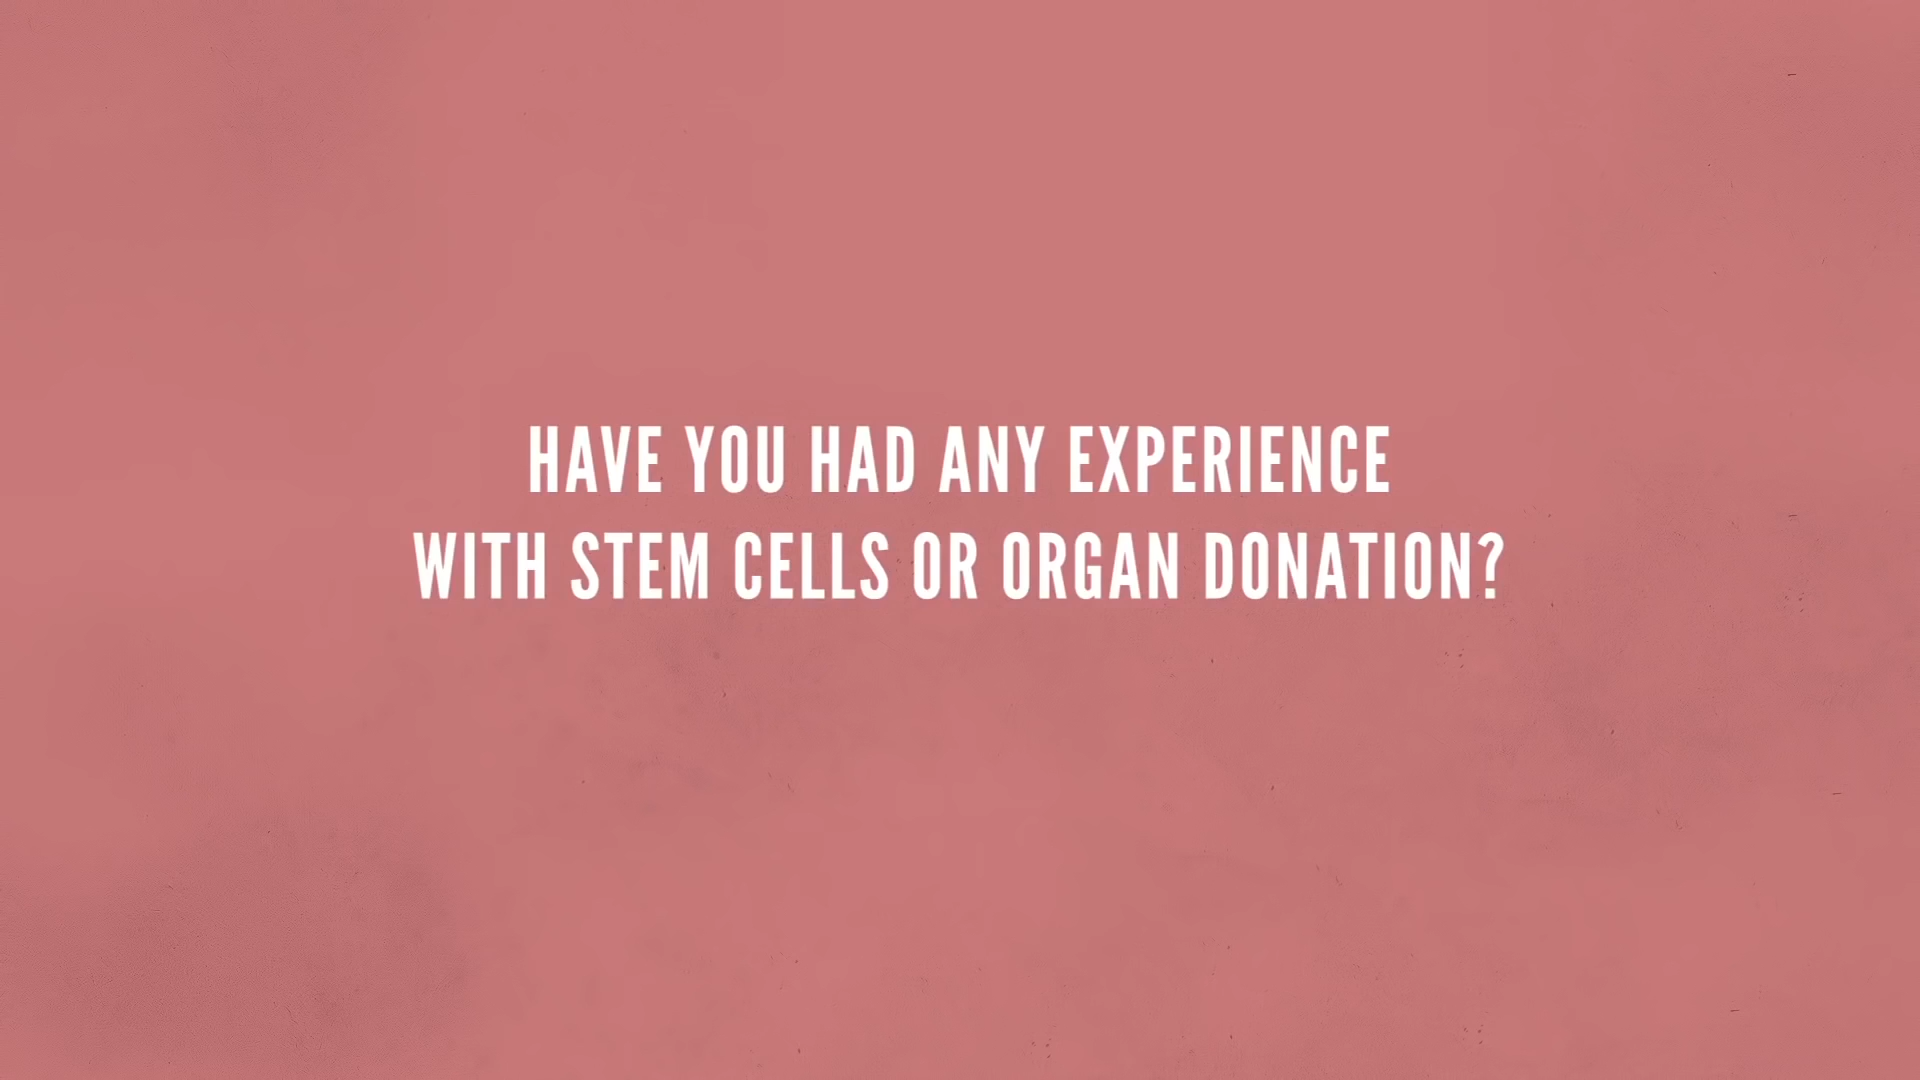 HAVE YOU HAD ANY EXPERIENCE
WITH STEM CELLS OR ORGAN DONATION?